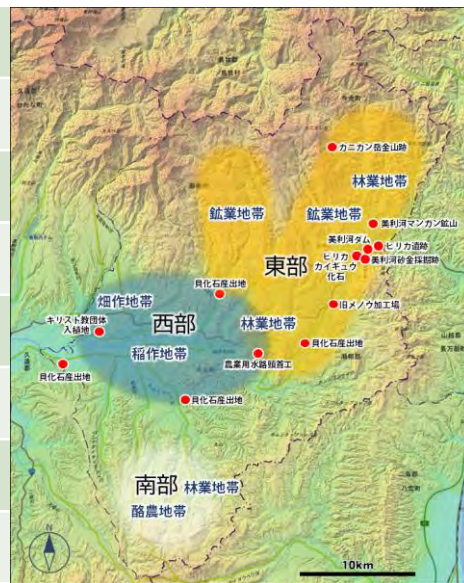 カニカン岳金山跡
林業地帯
鉱業地帯
鉱業地帯
美利河マンガン鉱山
美利河ダム
ピリカ遺跡
ピリカ
カイギュウ
化石
美利河砂金採掘跡
東部
貝化石産出地
畑作地帯
キリスト教団体
入植地
西部
旧メノウ加工場
林業地帯
稲作地帯
貝化石産出地
貝化石産出地
農業用水路頭首工
貝化石産出地
南部 林業地帯
酪農地帯
N
10km